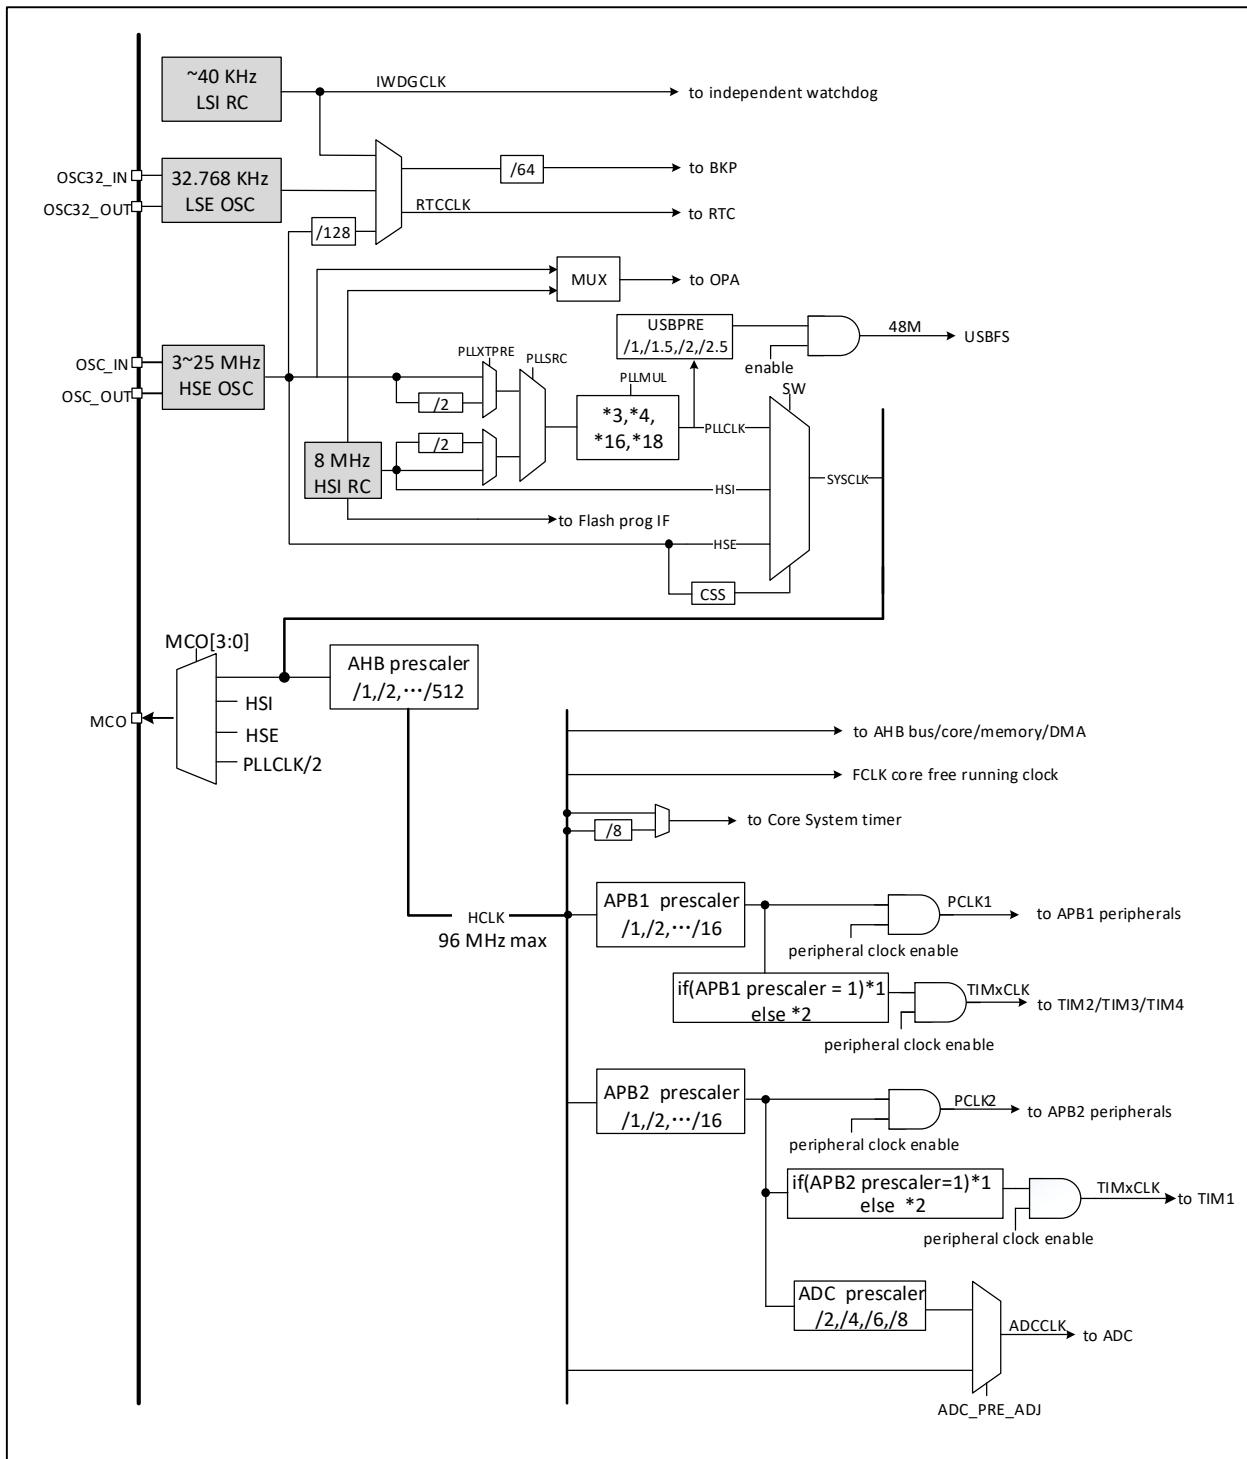 ~40 KHz
LSI RC
IWDGCLK
to independent watchdog
OSC32_IN
OSC32_OUT
32.768 KHz
LSE OSC
/64
to BKP
RTCCLK
to RTC
/128
MUX
to OPA
USBPRE
/1,/1.5,/2,/2.5
enable
48M
USBFS
OSC_IN
OSC_OUT
3~25 MHz
HSE OSC
PLLXTPRE
PLLSRC
/2
PLLMUL
*3,*4,
*16,*18
PLLCLK
SW
/2
8 MHz
HSI RC
HSI
SYSCLK
to Flash prog IF
HSE
CSS
MCO[3:0]
AHB prescaler
/1,/2,···/512
HSI
MCO
HSE
PLLCLK/2
to AHB bus/core/memory/DMA
FCLK core free running clock
/8
to Core System timer
HCLK
96 MHz max
APB1 prescaler
/1,/2,···/16
PCLK1
to APB1 peripherals
peripheral clock enable
if(APB1 prescaler = 1)*1
else *2
TIMxCLK
to TIM2/TIM3/TIM4
peripheral clock enable
APB2 prescaler
/1,/2,···/16
PCLK2
to APB2 peripherals
peripheral clock enable
if(APB2 prescaler=1)*1
else *2
TIMxCLK
to TIM1
peripheral clock enable
ADC prescaler
/2,/4,/6,/8
ADCCLK
to ADC
ADC_PRE_ADJ